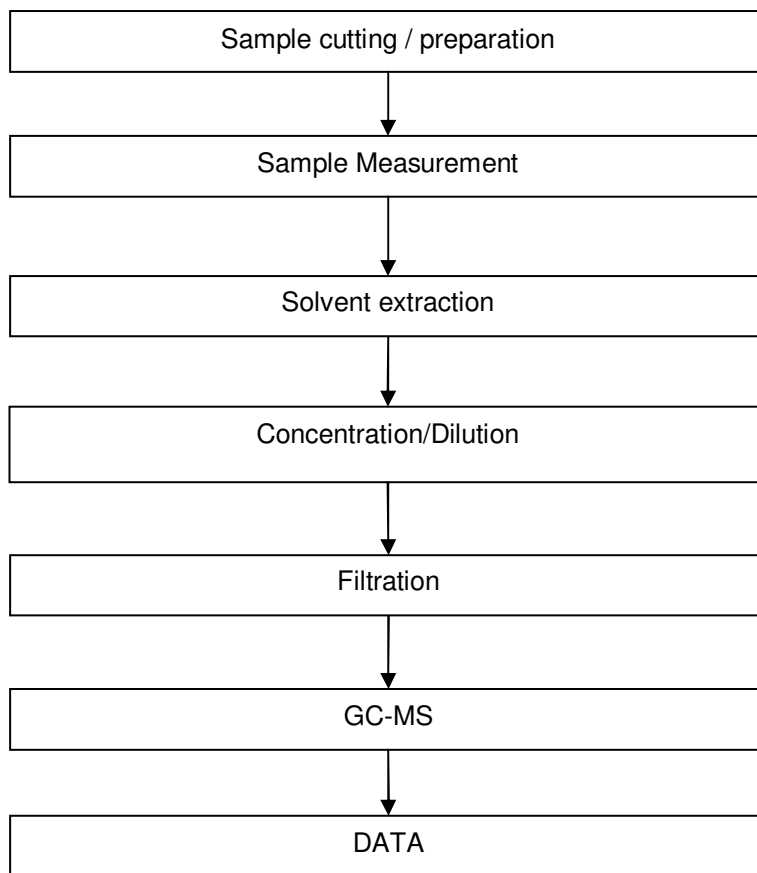 Sample cutting / preparation
Sample Measurement
Solvent extraction
Concentration/Dilution
Filtration
GC-MS
DATA